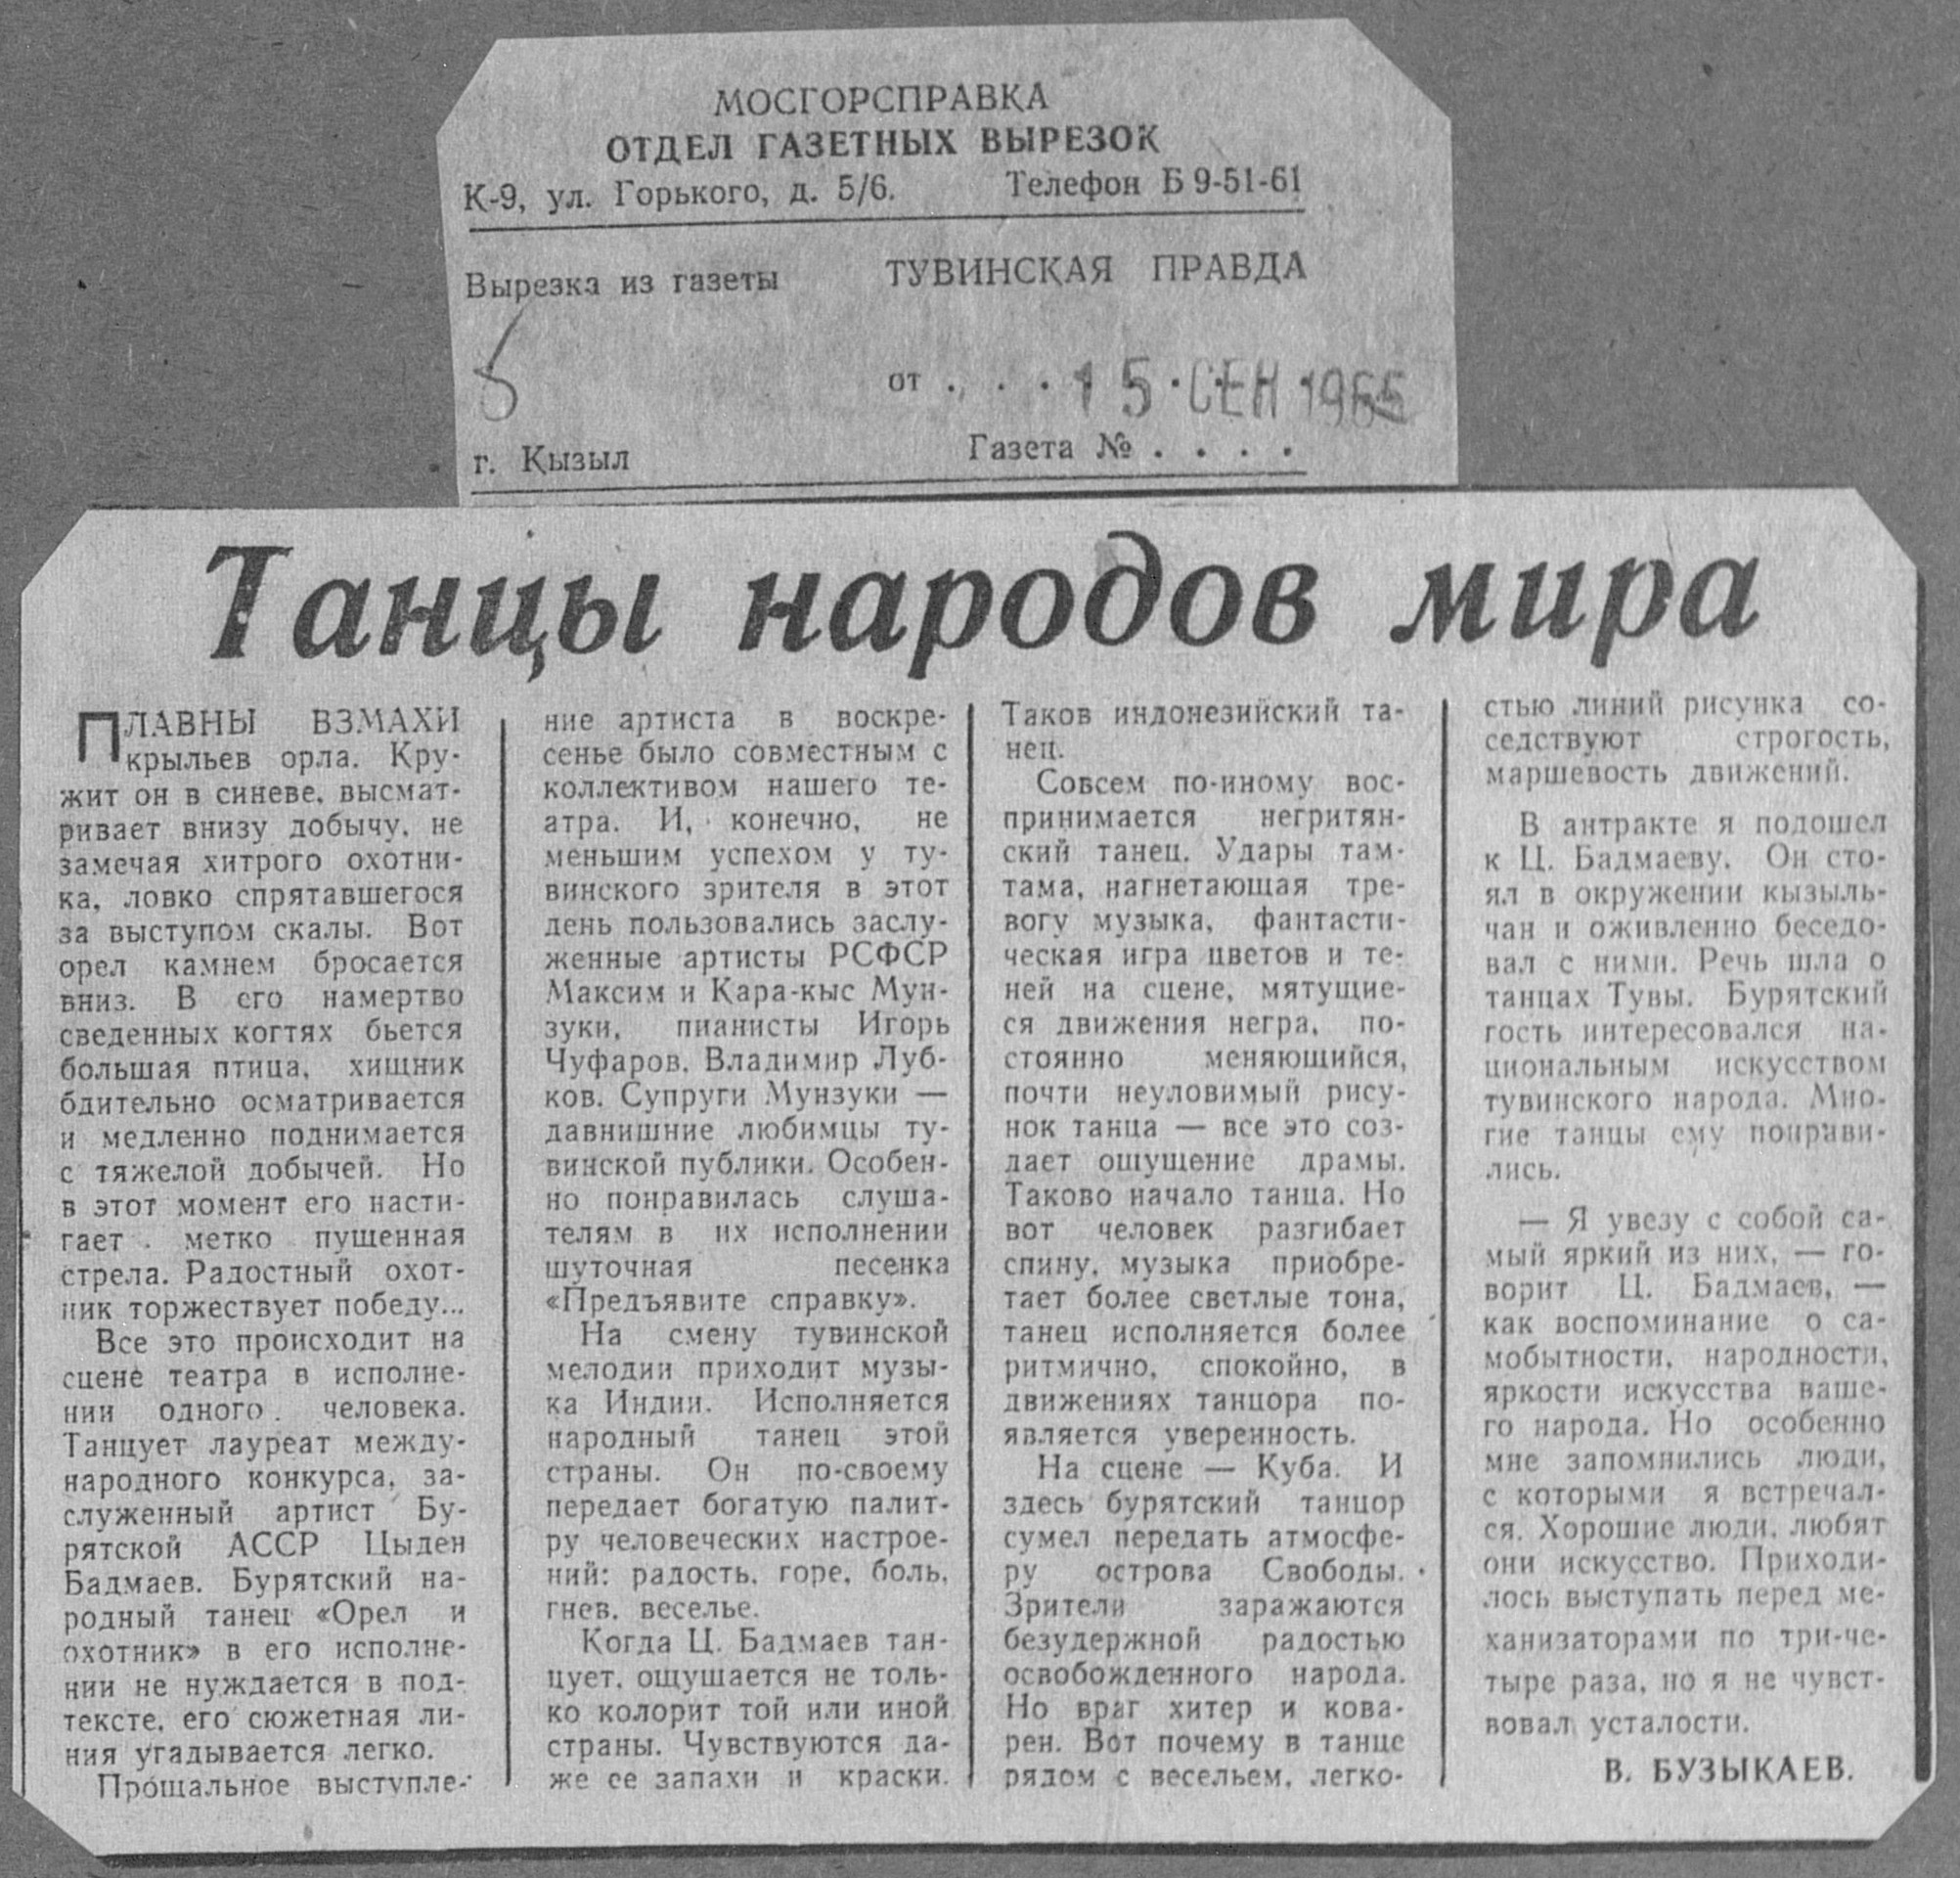 МОСГОРСПРАВКА
ОТДЕЛ ГАЗЕТНЫХ ВЫРЕЗОК
К-9, ул. Горького, д. 5/6. Телефон Б 9-51-61
Вырезка из газеты ТУВИНСКАЯ ПРАВДА
5
от . . . 15 СЕН 1965
г. Кызыл Газета № . . . .
Танцы народов мира
ПЛАВНЫ ВЗМАХИ
крыльев орла. Кру-
жит он в синеве, высмат-
ривает внизу добычу, не
замечая хитрого охотни-
ка, ловко спрятавшегося
за выступом скалы. Вот
орел камнем бросается
вниз. В его намертво
сведенных когтях бьется
большая птица, хищник
бдительно осматривается
и медленно поднимается
с тяжелой добычей. Но
в этот момент его насти-
гает метко пущенная
стрела. Радостный охот-
ник торжествует победу...
Все это происходит на
сцене театра в исполне-
нии одного человека.
Танцует лауреат между-
народного конкурса, за-
служенный артист Бу-
рятской АССР Цыден
Бадмаев. Бурятский на-
родный танец «Орел и
охотник» в его исполне-
нии не нуждается в под-
тексте, его сюжетная ли-
ния угадывается легко.
Прощальное выступле-
ние артиста в воскре-
сенье было совместным с
коллективом нашего те-
атра. И, конечно, не
меньшим успехом у ту-
винского зрителя в этот
день пользовались заслу-
женные артисты РСФСР
Максим и Кара-кыс Мун-
зуки, пианисты Игорь
Чуфаров, Владимир Луб-
ков. Супруги Мунзуки —
давнишние любимцы ту-
винской публики. Особен-
но понравилась слуша-
телям в их исполнении
шуточная песенка
«Предъявите справку».
На смену тувинской
мелодии приходит музы-
ка Индии. Исполняется
народный танец этой
страны. Он по-своему
передает богатую палит-
ру человеческих настрое-
ний: радость, горе, боль,
гнев, веселье.
Когда Ц. Бадмаев тан-
цует, ощущается не толь-
ко колорит той или иной
страны. Чувствуются да-
же ее запахи и краски.
Таков индонезийский та-
нец.
Совсем по-иному вос-
принимается негритян-
ский танец. Удары там-
тама, нагнетающая тре-
вогу музыка, фантасти-
ческая игра цветов и те-
ней на сцене, мятущие-
ся движения негра, по-
стоянно меняющийся,
почти неуловимый рису-
нок танца — все это соз-
дает ощущение драмы.
Таково начало танца. Но
вот человек разгибает
спину, музыка приобре-
тает более светлые тона,
танец исполняется более
ритмично, спокойно, в
движениях танцора по-
является уверенность.
На сцене — Куба. И
здесь бурятский танцор
сумел передать атмосфе-
ру острова Свободы.
Зрители заражаются
безудержной радостью
освобожденного народа.
Но враг хитер и кова-
рен. Вот почему в танце
рядом с весельем, легко-
стью линий рисунка со-
седствуют строгость,
маршевость движений.
В антракте я подошел
к Ц. Бадмаеву. Он сто-
ял в окружении кызыль-
чан и оживленно беседо-
вал с ними. Речь шла о
танцах Тувы. Бурятский
гость интересовался на-
циональным искусством
тувинского народа. Мно-
гие танцы ему понрави-
лись.
— Я увезу с собой са-
мый яркий из них, — го-
ворит Ц. Бадмаев, —
как воспоминание о са-
мобытности, народности,
яркости искусства ваше-
го народа. Но особенно
мне запомнились люди,
с которыми я встречал-
ся. Хорошие люди, любят
они искусство. Приходи-
лось выступать перед ме-
ханизаторами по три-че-
тыре раза, но я не чувст-
вовал усталости.
В. БУЗЫКАЕВ.